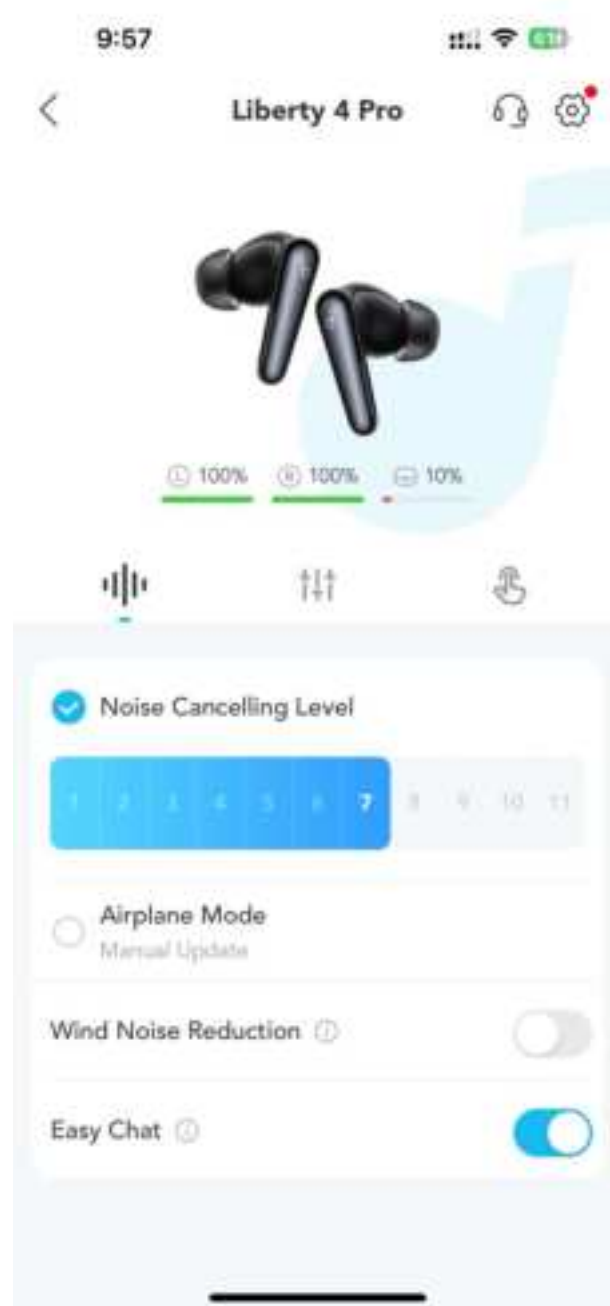 9:57
Liberty 4 Pro
L 100% R 100% 10%
Noise Cancelling Level
1 2 3 4 5 6 7 8 9 10 11
Airplane Mode
Manual Update
Wind Noise Reduction
Easy Chat